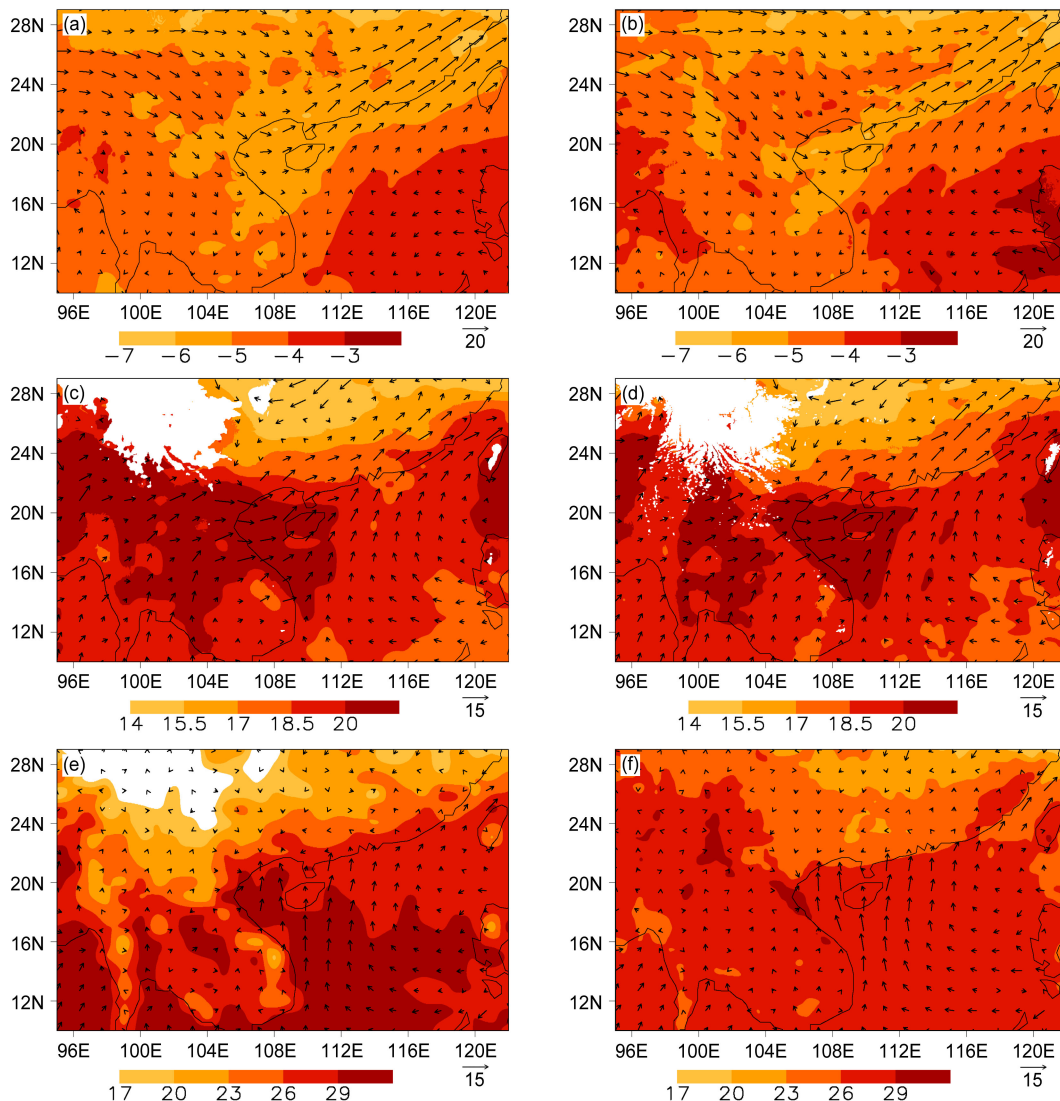 (a) (b)
28N 28N
24N 24N
20N 20N
16N 16N
12N 12N
96E 100E 104E 108E 112E 116E 120E 96E 100E 104E 108E 112E 116E 120E
−7 −6 −5 −4 −3 20 −7 −6 −5 −4 −3 20
(c) (d)
28N 28N
24N 24N
20N 20N
16N 16N
12N 12N
96E 100E 104E 108E 112E 116E 120E 96E 100E 104E 108E 112E 116E 120E
14 15.5 17 18.5 20 15 14 15.5 17 18.5 20 15
(e) (f)
28N 28N
24N 24N
20N 20N
16N 16N
12N 12N
96E 100E 104E 108E 112E 116E 120E 96E 100E 104E 108E 112E 116E 120E
17 20 23 26 29 15 17 20 23 26 29 15